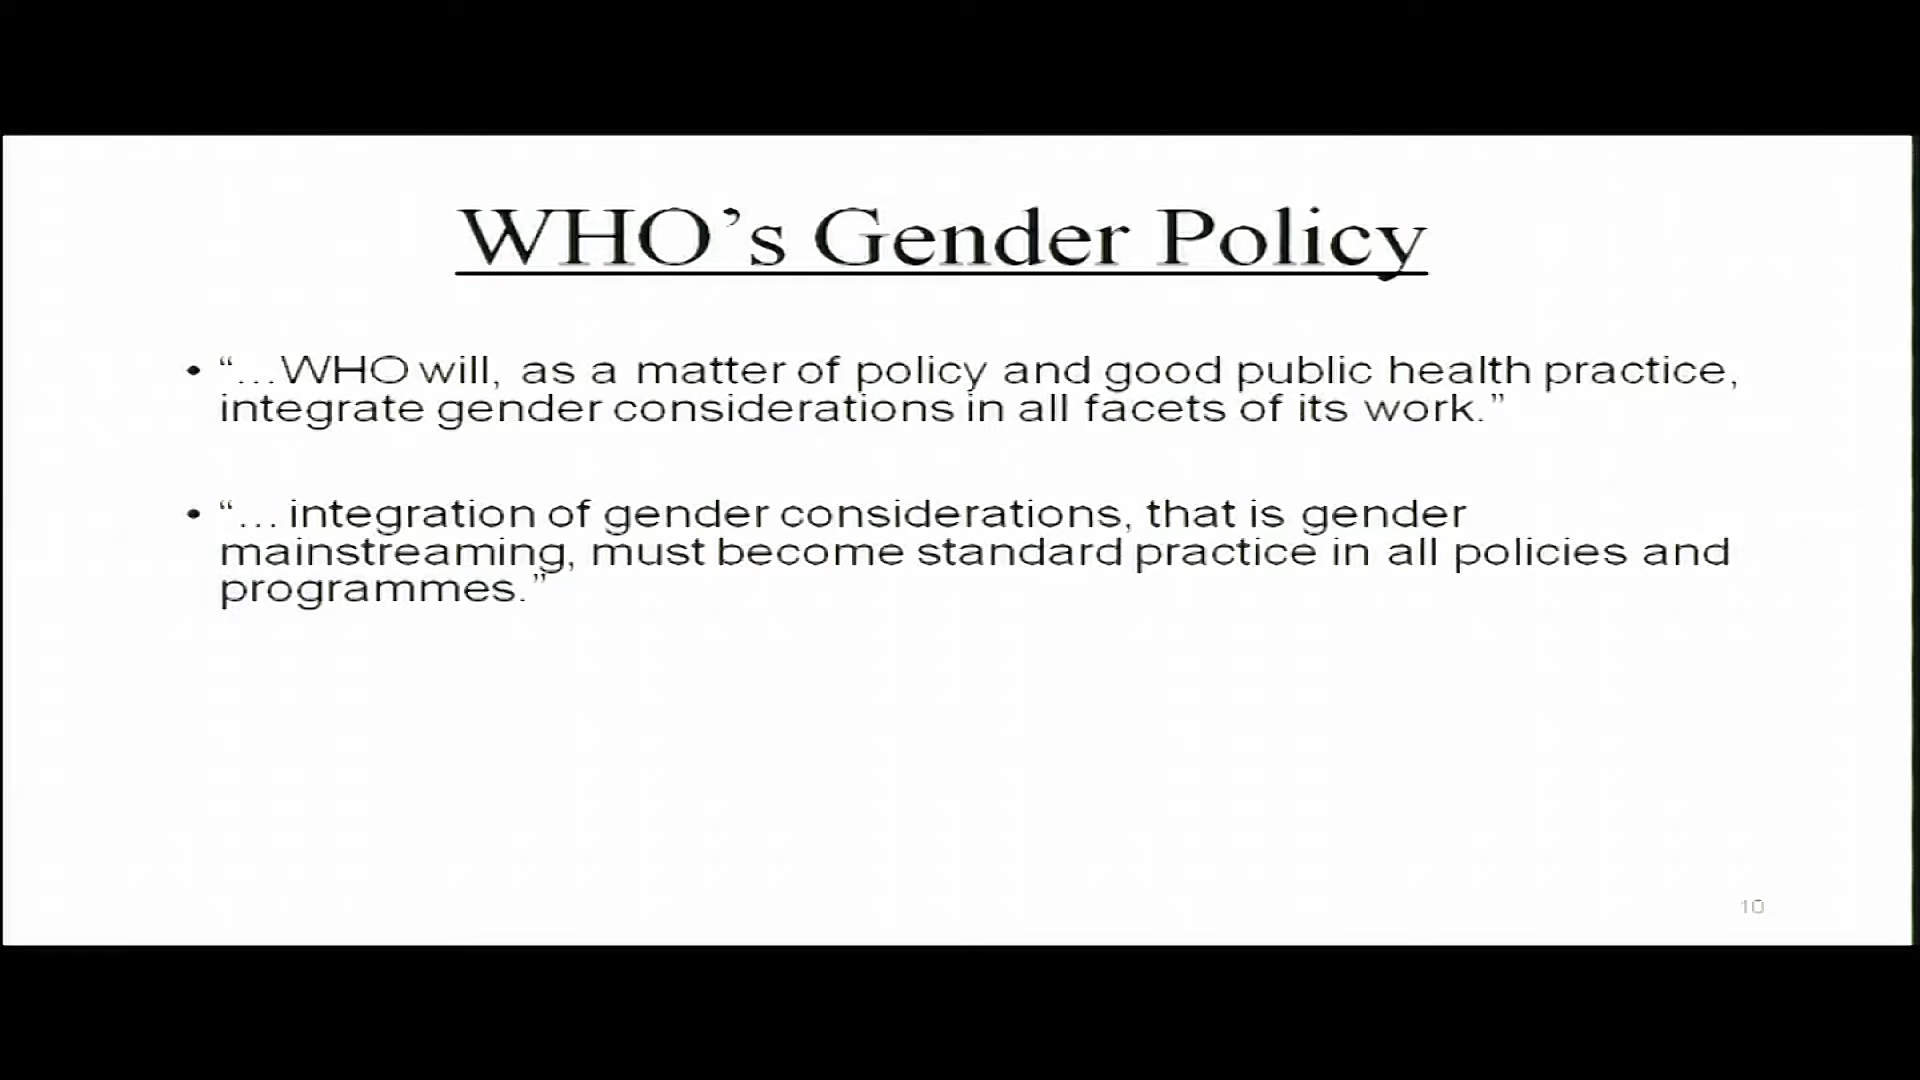 WHO’s Gender Policy
• “...WHO will, as a matter of policy and good public health practice,
integrate gender considerations in all facets of its work.”
• “... integration of gender considerations, that is gender
mainstreaming, must become standard practice in all policies and
programmes.”
10